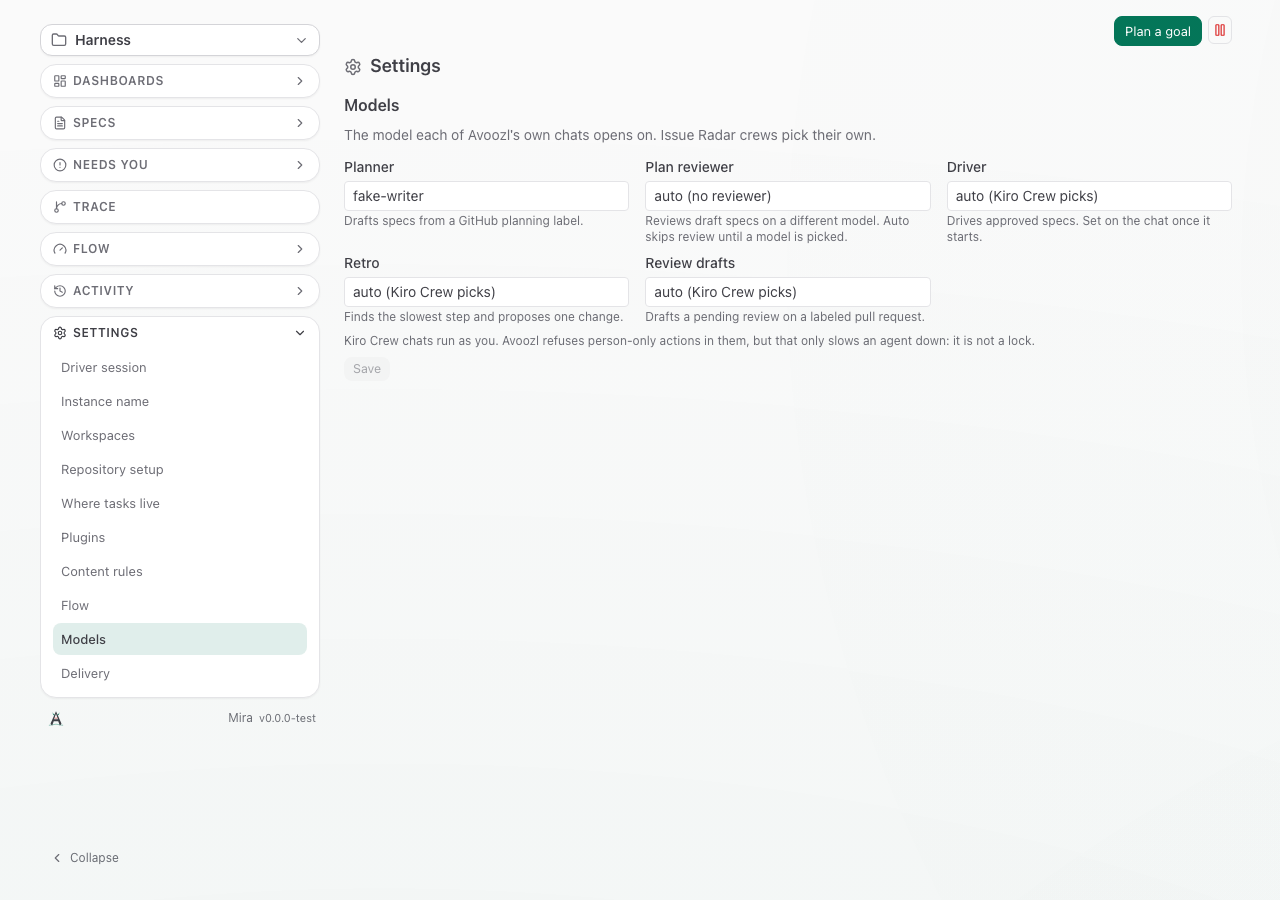 Harness
DASHBOARDS
SPECS
NEEDS YOU
TRACE
FLOW
ACTIVITY
SETTINGS
Driver session
Instance name
Workspaces
Repository setup
Where tasks live
Plugins
Content rules
Flow
Models
Delivery
Mira v0.0.0-test
Collapse
Plan a goal
Settings
Models
The model each of Avoozl's own chats opens on. Issue Radar crews pick their own.
Planner
fake-writer
Drafts specs from a GitHub planning label.
Plan reviewer
auto (no reviewer)
Reviews draft specs on a different model. Auto
skips review until a model is picked.
Driver
auto (Kiro Crew picks)
Drives approved specs. Set on the chat once it
starts.
Retro
auto (Kiro Crew picks)
Finds the slowest step and proposes one change.
Review drafts
auto (Kiro Crew picks)
Drafts a pending review on a labeled pull request.
Kiro Crew chats run as you. Avoozl refuses person-only actions in them, but that only slows an agent down: it is not a lock.
Save